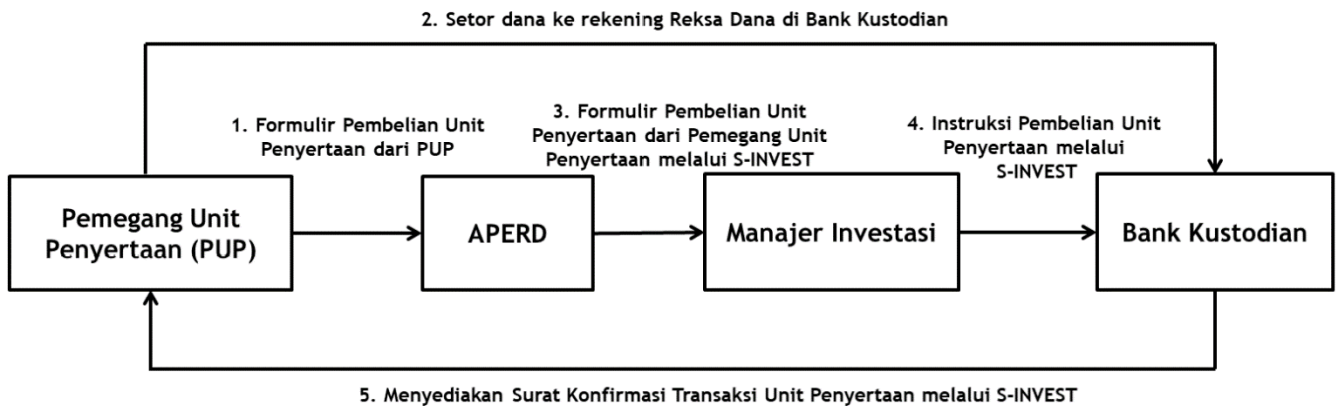 2. Setor dana ke rekening Reksa Dana di Bank Kustodian
1. Formulir Pembelian Unit
Penyertaan dari PUP
3. Formulir Pembelian Unit
Penyertaan dari Pemegang Unit
Penyertaan melalui S-INVEST
4. Instruksi Pembelian Unit
Penyertaan melalui
S-INVEST
Pemegang Unit
Penyertaan (PUP)
APERD
Manajer Investasi
Bank Kustodian
5. Menyediakan Surat Konfirmasi Transaksi Unit Penyertaan melalui S-INVEST